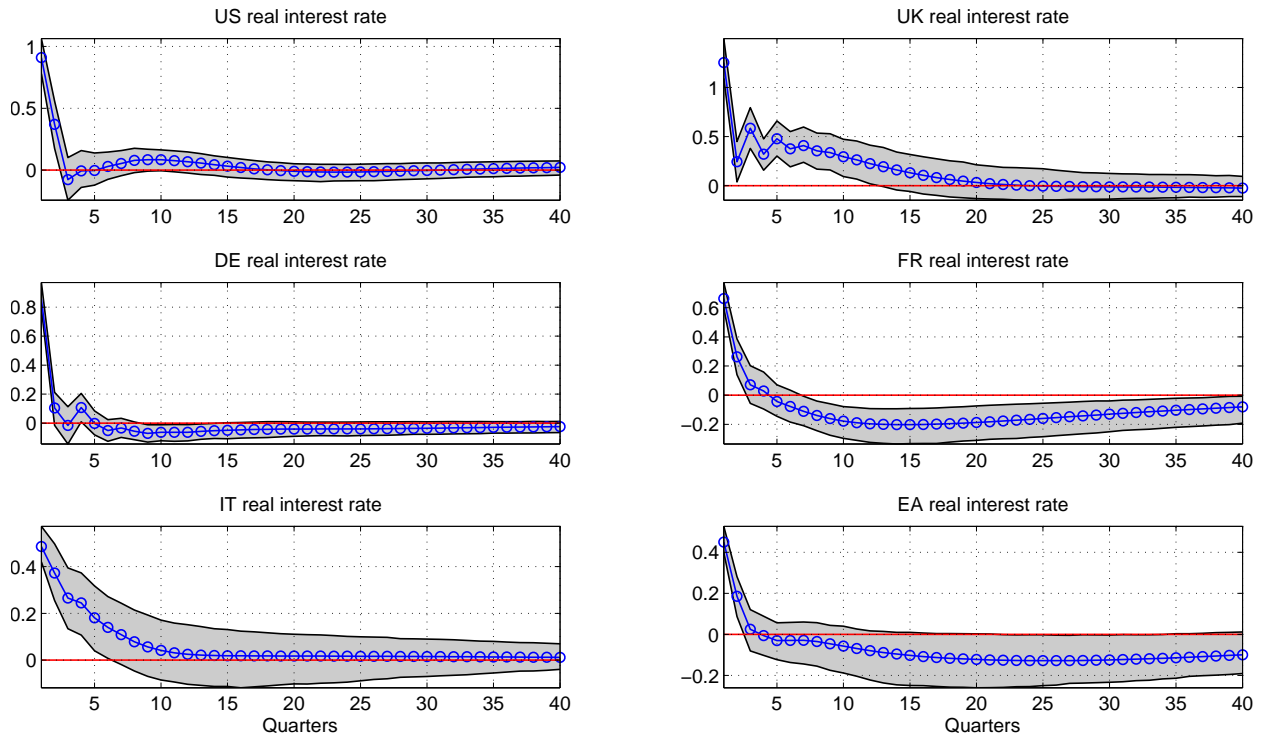 US real interest rate
1
0.5
0
5 10 15 20 25 30 35 40
UK real interest rate
1
0.5
0
5 10 15 20 25 30 35 40
DE real interest rate
0.8
0.6
0.4
0.2
0
5 10 15 20 25 30 35 40
FR real interest rate
0.6
0.4
0.2
0
−0.2
5 10 15 20 25 30 35 40
IT real interest rate
0.4
0.2
0
5 10 15 20 25 30 35 40
Quarters
EA real interest rate
0.4
0.2
0
−0.2
5 10 15 20 25 30 35 40
Quarters